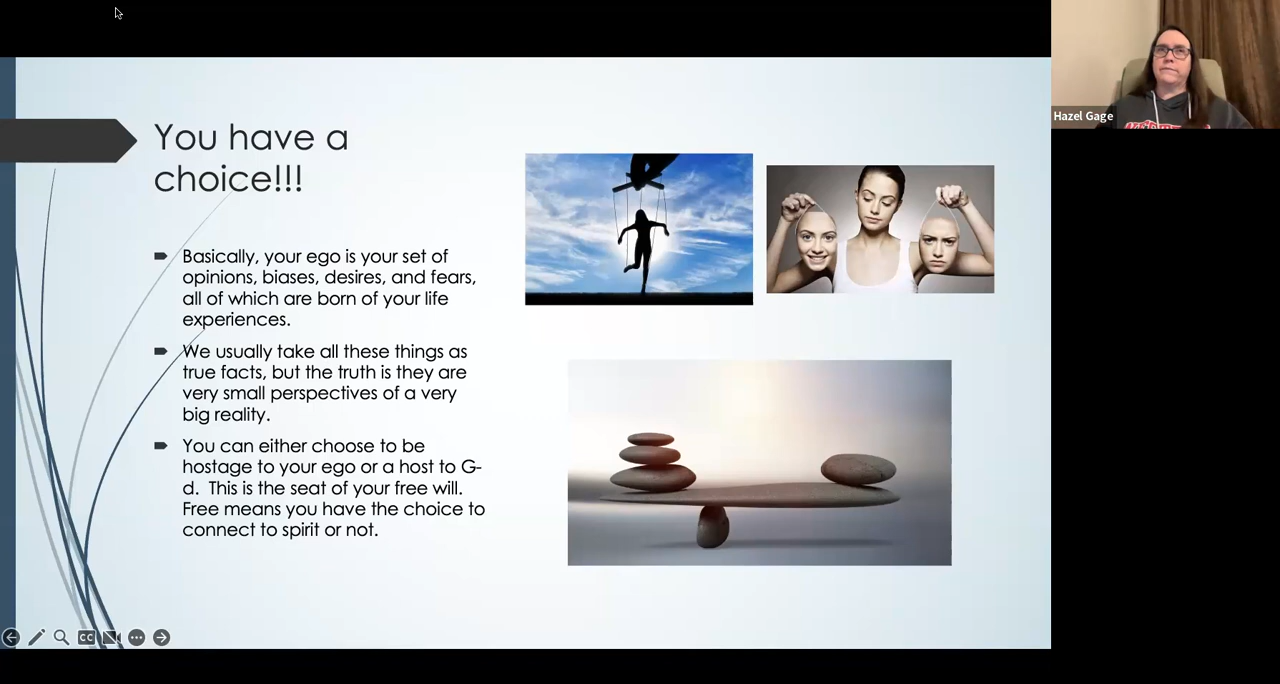 You have a
choice!!!
Basically, your ego is your set of
opinions, biases, desires, and fears,
all of which are born of your life
experiences.
We usually take all these things as
true facts, but the truth is they are
very small perspectives of a very
big reality.
You can either choose to be
hostage to your ego or a host to G-
d.  This is the seat of your free will.
Free means you have the choice to
connect to spirit or not.
Hazel Gage
CC